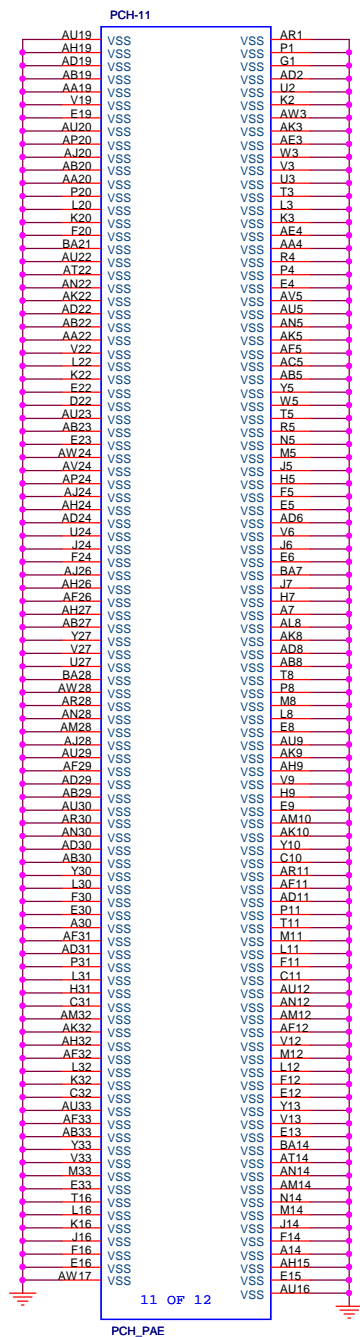 PCH-11
AU19 VSS VSS AR1
AH19 VSS VSS P1
AD19 VSS VSS G1
AB19 VSS VSS AD2
AA19 VSS VSS U2
V19 VSS VSS K2
E19 VSS VSS AW3
AU20 VSS VSS AK3
AP20 VSS VSS AE3
AJ20 VSS VSS W3
AB20 VSS VSS V3
AA20 VSS VSS U3
P20 VSS VSS T3
L20 VSS VSS L3
K20 VSS VSS K3
F20 VSS VSS AE4
BA21 VSS VSS AA4
AU22 VSS VSS R4
AT22 VSS VSS P4
AN22 VSS VSS E4
AK22 VSS VSS AV5
AD22 VSS VSS AU5
AB22 VSS VSS AN5
AA22 VSS VSS AK5
V22 VSS VSS AF5
L22 VSS VSS AC5
K22 VSS VSS AB5
E22 VSS VSS Y5
D22 VSS VSS W5
AU23 VSS VSS T5
AB23 VSS VSS R5
E23 VSS VSS N5
AW24 VSS VSS M5
AV24 VSS VSS J5
AP24 VSS VSS H5
AJ24 VSS VSS F5
AH24 VSS VSS E5
AD24 VSS VSS AD6
U24 VSS VSS V6
J24 VSS VSS J6
F24 VSS VSS E6
AJ26 VSS VSS BA7
AH26 VSS VSS J7
AF26 VSS VSS H7
AH27 VSS VSS A7
AB27 VSS VSS AL8
Y27 VSS VSS AK8
V27 VSS VSS AD8
U27 VSS VSS AB8
BA28 VSS VSS T8
AW28 VSS VSS P8
AR28 VSS VSS M8
AN28 VSS VSS L8
AM28 VSS VSS E8
AJ28 VSS VSS AU9
AU29 VSS VSS AK9
AF29 VSS VSS AH9
AD29 VSS VSS V9
AB29 VSS VSS H9
AU30 VSS VSS E9
AR30 VSS VSS AM10
AN30 VSS VSS AK10
AD30 VSS VSS Y10
AB30 VSS VSS C10
Y30 VSS VSS AR11
L30 VSS VSS AF11
F30 VSS VSS AD11
E30 VSS VSS P11
A30 VSS VSS T11
AF31 VSS VSS M11
AD31 VSS VSS L11
P31 VSS VSS F11
L31 VSS VSS C11
H31 VSS VSS AU12
C31 VSS VSS AN12
AM32 VSS VSS AM12
AK32 VSS VSS AF12
AH32 VSS VSS V12
AF32 VSS VSS M12
L32 VSS VSS L12
K32 VSS VSS F12
C32 VSS VSS E12
AU33 VSS VSS Y13
AF33 VSS VSS V13
AB33 VSS VSS E13
Y33 VSS VSS BA14
V33 VSS VSS AT14
M33 VSS VSS AN14
E33 VSS VSS AM14
T16 VSS VSS N14
L16 VSS VSS M14
K16 VSS VSS J14
J16 VSS VSS F14
F16 VSS VSS A14
E16 VSS VSS AH15
AW17 VSS VSS E15
VSS AU16
11 OF 12
PCH_PAE